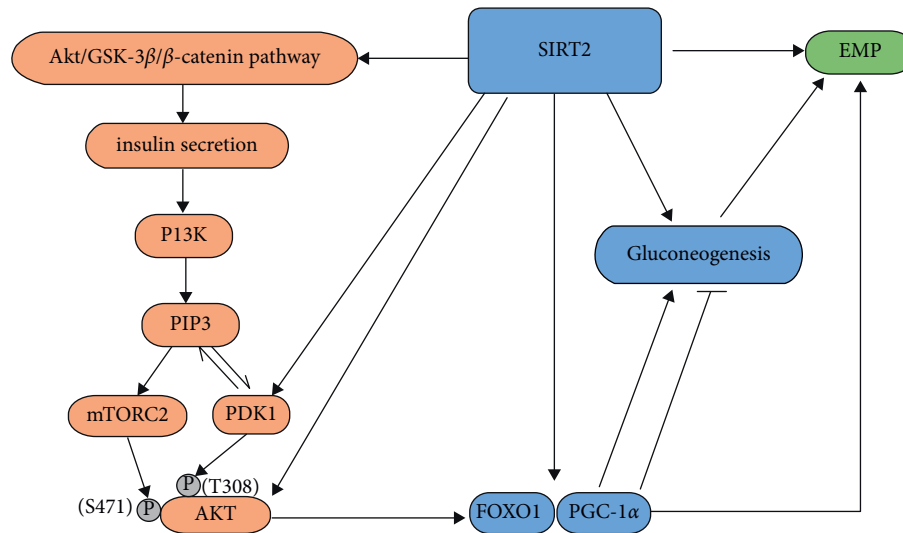 SIRT2
EMP
Akt/GSK-3β/β-catenin pathway
insulin secretion
P13K
Gluconeogenesis
PIP3
mTORC2
PDK1
P
(T308)
(S471)
P
AKT
FOXO1
PGC-1α